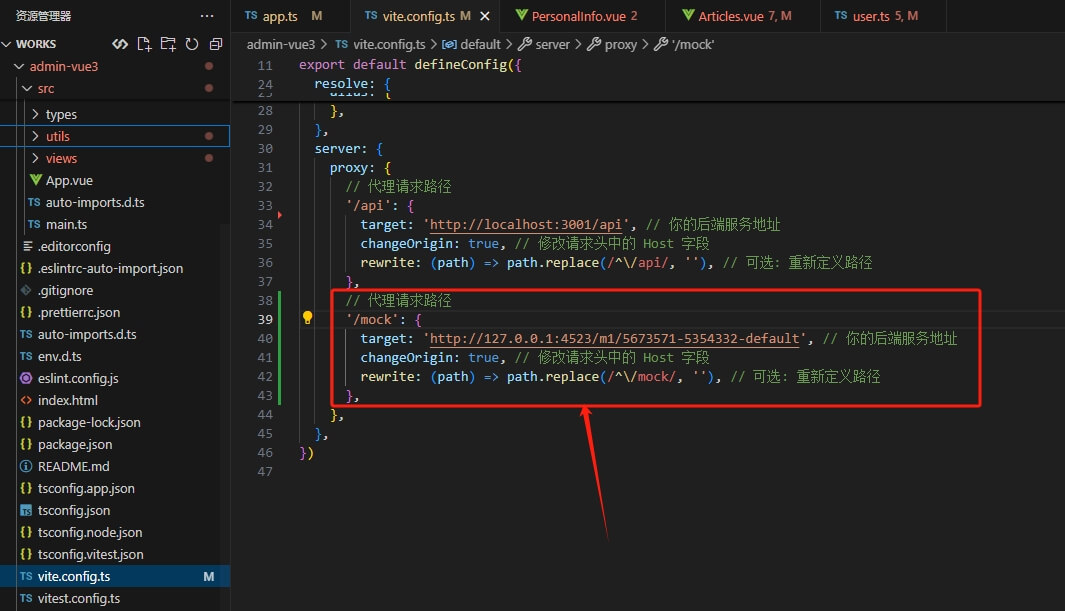 资源管理器 ···
WORKS
admin-vue3
src
types
utils
views
App.vue
TS auto-imports.d.ts
TS main.ts
.editorconfig
{} .eslintrc-auto-import.json
.gitignore
{} .prettierrc.json
TS auto-imports.d.ts
TS env.d.ts
eslint.config.js
<> index.html
{} package-lock.json
{} package.json
README.md
{} tsconfig.app.json
TS tsconfig.json
{} tsconfig.node.json
{} tsconfig.vitest.json
TS vite.config.ts M
TS vitest.config.ts
TS app.ts M
TS vite.config.ts M
PersonalInfo.vue 2
Articles.vue 7, M
TS user.ts 5, M
admin-vue3 > TS vite.config.ts > default > server > proxy > '/mock'
11 export default defineConfig({
24 resolve: {
25 alias: {
28 },
29 },
30 server: {
31 proxy: {
32 // 代理请求路径
33 '/api': {
34 target: 'http://localhost:3001/api', // 你的后端服务地址
35 changeOrigin: true, // 修改请求头中的 Host 字段
36 rewrite: (path) => path.replace(/^\/api/, ''), // 可选: 重新定义路径
37 },
38 // 代理请求路径
39 '/mock': {
40 target: 'http://127.0.0.1:4523/m1/5673571-5354332-default', // 你的后端服务地址
41 changeOrigin: true, // 修改请求头中的 Host 字段
42 rewrite: (path) => path.replace(/^\/mock/, ''), // 可选: 重新定义路径
43 },
44 },
45 },
46 })
47